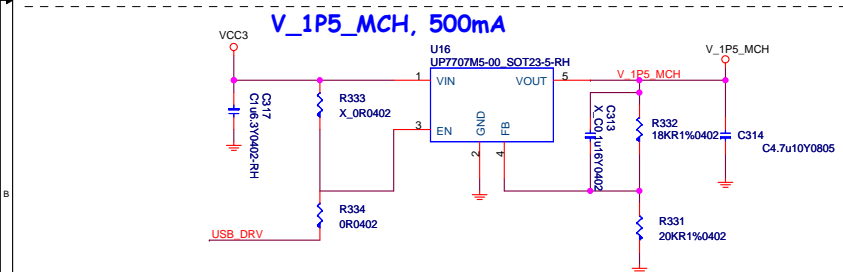 V_1P5_MCH, 500mA
VCC3
U16
UP7707M5-00_SOT23-5-RH
V_1P5_MCH
1
VIN
VOUT
5
V_1P5_MCH
C317
C1u6.3Y0402-RH
R333
X_0R0402
3
EN
GND
FB
2
4
C313
X_C0.1u16Y0402
R332
18KR1%0402
C314
C4.7u10Y0805
B
R334
0R0402
USB_DRV
R331
20KR1%0402